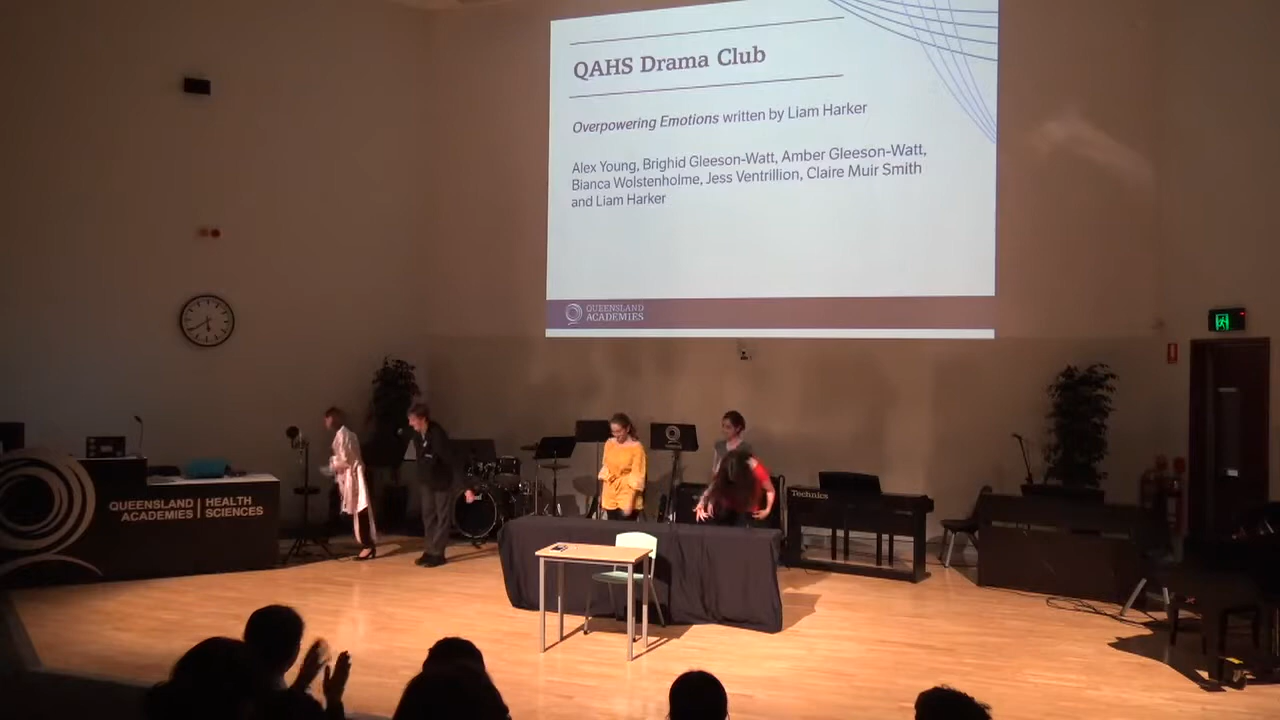 QAHS Drama Club
Overpowering Emotions written by Liam Harker
Alex Young, Brighid Gleeson-Watt, Amber Gleeson-Watt,
Bianca Wolstenholme, Jess Ventrillion, Claire Muir Smith
and Liam Harker
QUEENSLAND
ACADEMIES
QUEENSLAND
ACADEMIES
HEALTH
SCIENCES
Technics